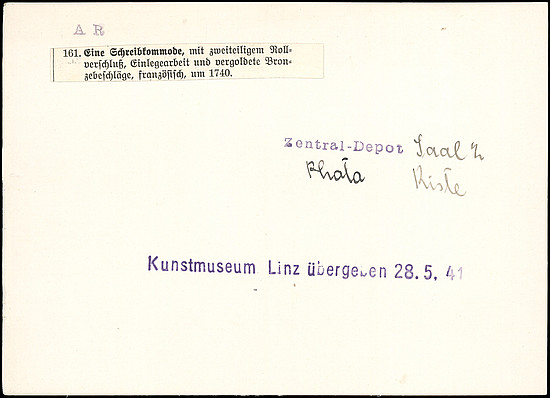 A R
161. Eine Schreibkommode, mit zweiteiligem Roll-
verschluß, Einlegearbeit und vergoldete Bron-
zebeschläge, französisch, um 1740.
Zentral-Depot Saal 2
Kiste
Kunstmuseum Linz übergeben 28.5.41